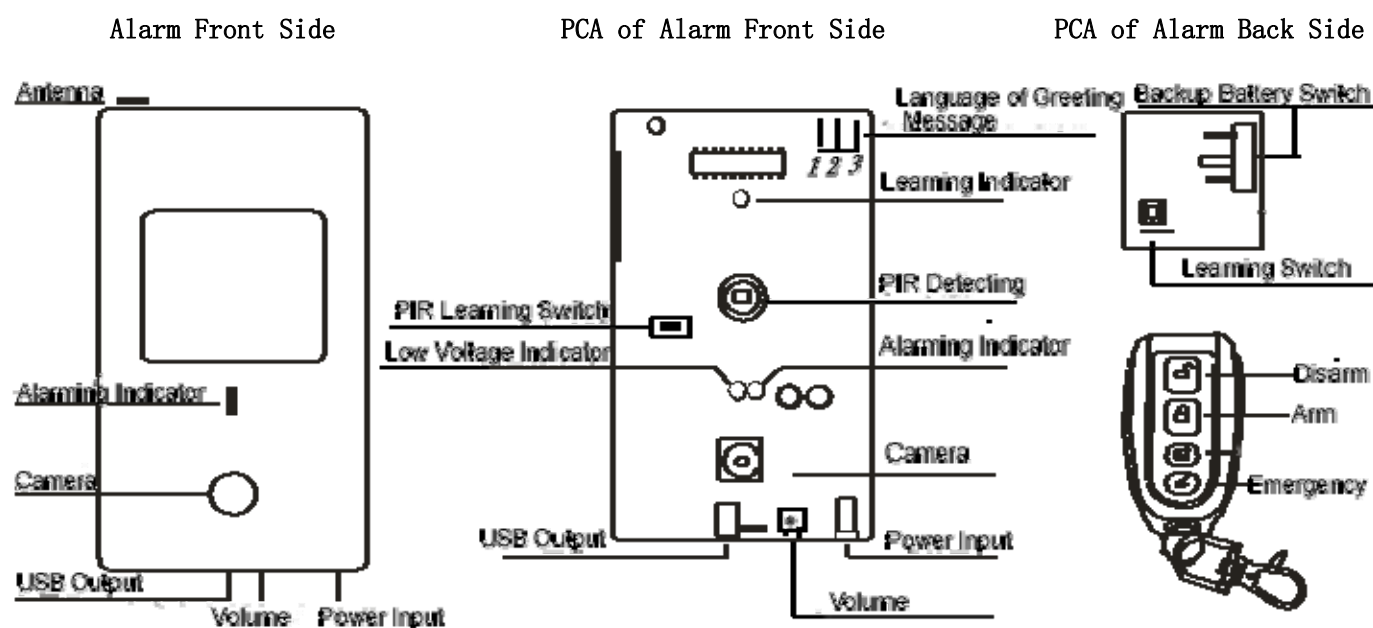 Alarm Front Side
PCA of Alarm Front Side
PCA of Alarm Back Side
Antenna
Alarming Indicator
Camera
USB Output
Volume
Power Input
Language of Greeting
Message
1 2 3
Learning Indicator
PIR Detecting
PIR Learning Switch
Low Voltage Indicator
Alarming Indicator
Camera
USB Output
Power Input
Volume
Backup Battery Switch
Learning Switch
Disarm
Arm
Emergency